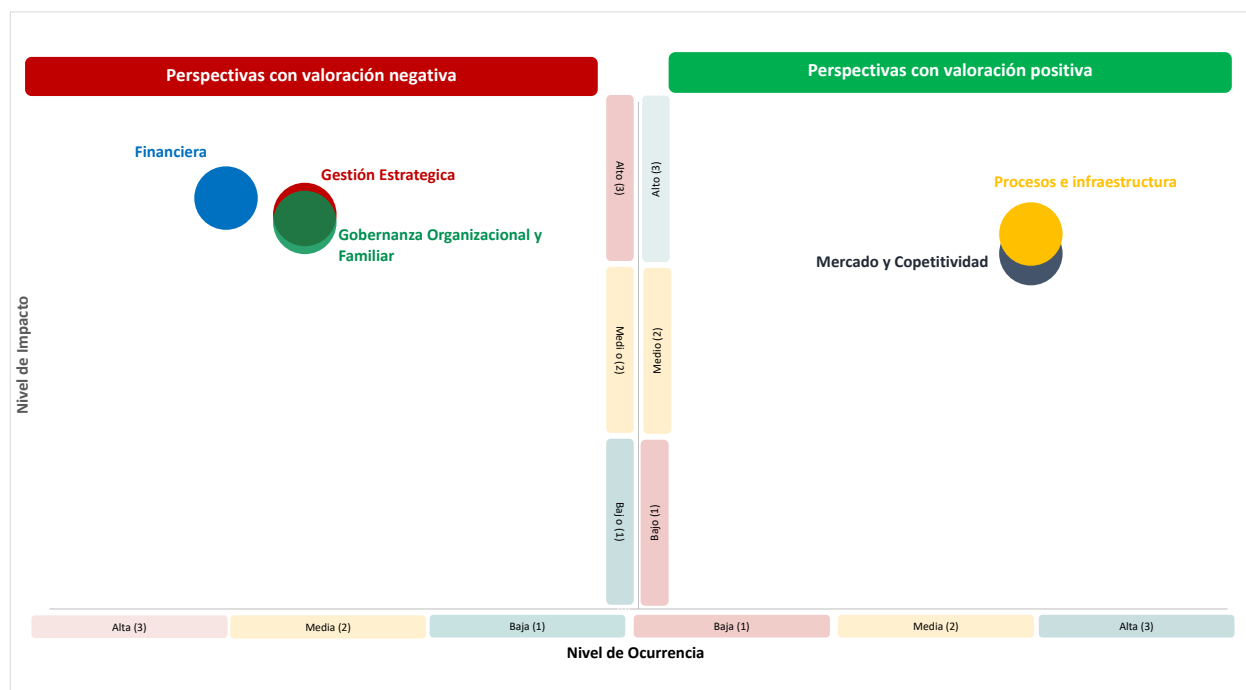 Perspectivas con valoración negativa
Perspectivas con valoración positiva
Financiera
Gestión Estrategica
Gobernanza Organizacional y
Familiar
Procesos e infraestructura
Mercado y Copetitividad
Nivel de Impacto
Alto (3)
Medi o (2)
Baj o (1)
Alto (3)
Medio (2)
Bajo (1)
Alta (3)
Media (2)
Baja (1)
Baja (1)
Media (2)
Alta (3)
Nivel de Ocurrencia